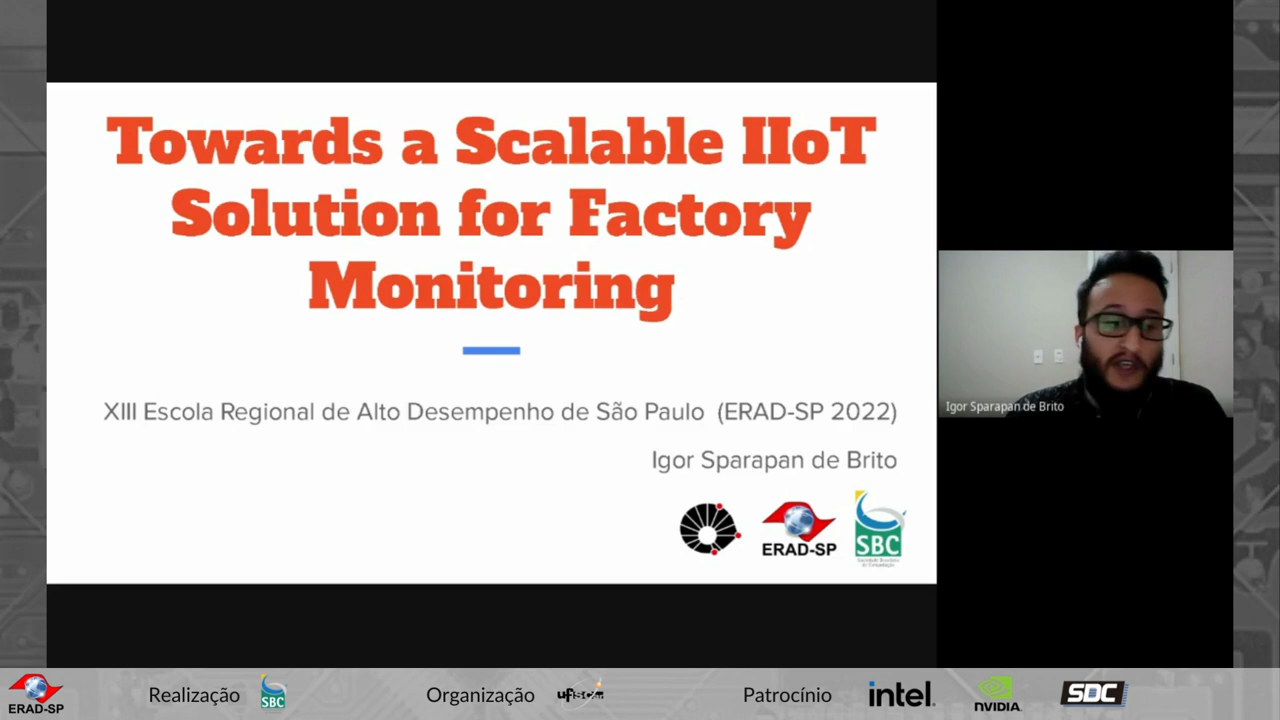 Towards a Scalable IIoT
Solution for Factory
Monitoring
XIII Escola Regional de Alto Desempenho de São Paulo (ERAD-SP 2022)
Igor Sparapan de Brito
ERAD-SP
SBC
Igor Sparapan de Brito
ERAD-SP
Realização
SBC
Organização
Patrocínio
intel.
NVIDIA.
SDC